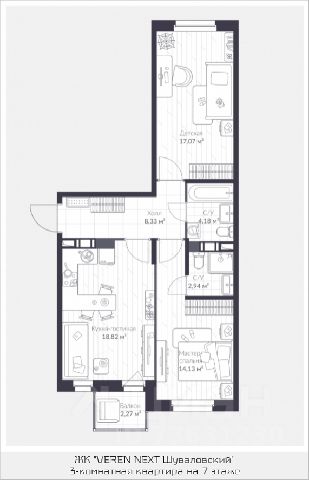 Детская
17,07 м²
Холл
8,33 м²
С/У
4,18 м²
С/У
2,94 м²
Кухня-гостиная
18,82 м²
Мастер-
спальня
14,13 м²
Балкон
2,27 м²
ЖК "VEREN NEXT Шуваловский"
3-комнатная квартира на 7 этаже